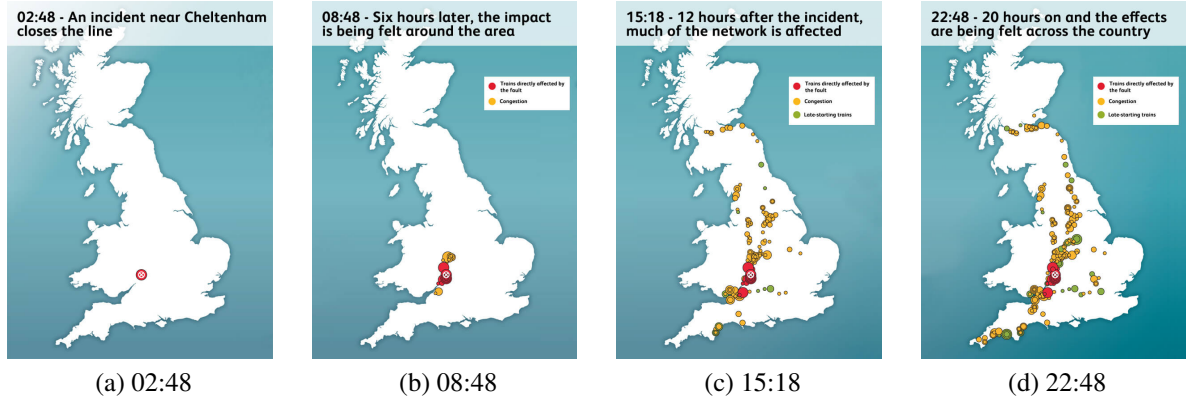 02:48 - An incident near Cheltenham
closes the line
08:48 - Six hours later, the impact
is being felt around the area
Trains directly affected by
the fault
Congestion
15:18 - 12 hours after the incident,
much of the network is affected
Trains directly affected by
the fault
Congestion
Late-starting trains
22:48 - 20 hours on and the effects
are being felt across the country
Trains directly affected by
the fault
Congestion
Late-starting trains
(a) 02:48
(b) 08:48
(c) 15:18
(d) 22:48